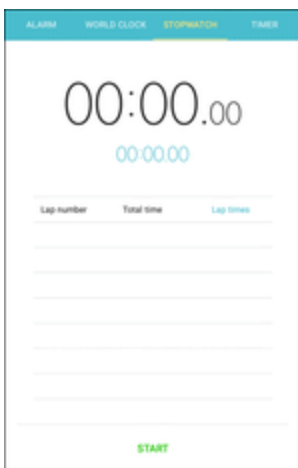 ALARM WORLD CLOCK STOPWATCH TIMER
00:00.00
00:00.00
Lap number Total time Lap times
START